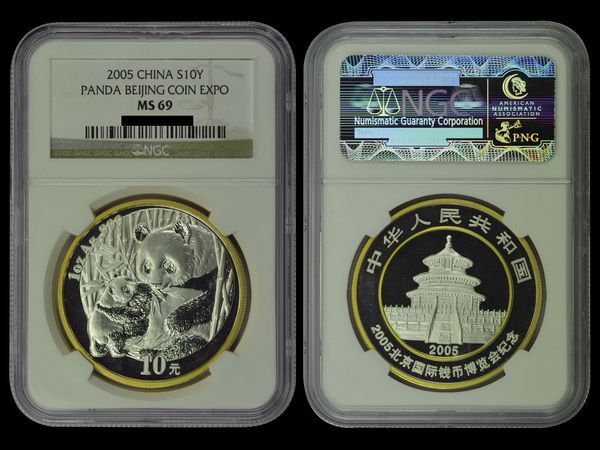 2005 CHINA S10Y
PANDA BEIJING COIN EXPO
MS 69
NGC
1oz Ag .999
10元
NGC
Numismatic Guaranty Corporation
AMERICAN
NUMISMATIC
ASSOCIATION
PNG
中华人民共和国
2005
2005北京国际钱币博览会纪念